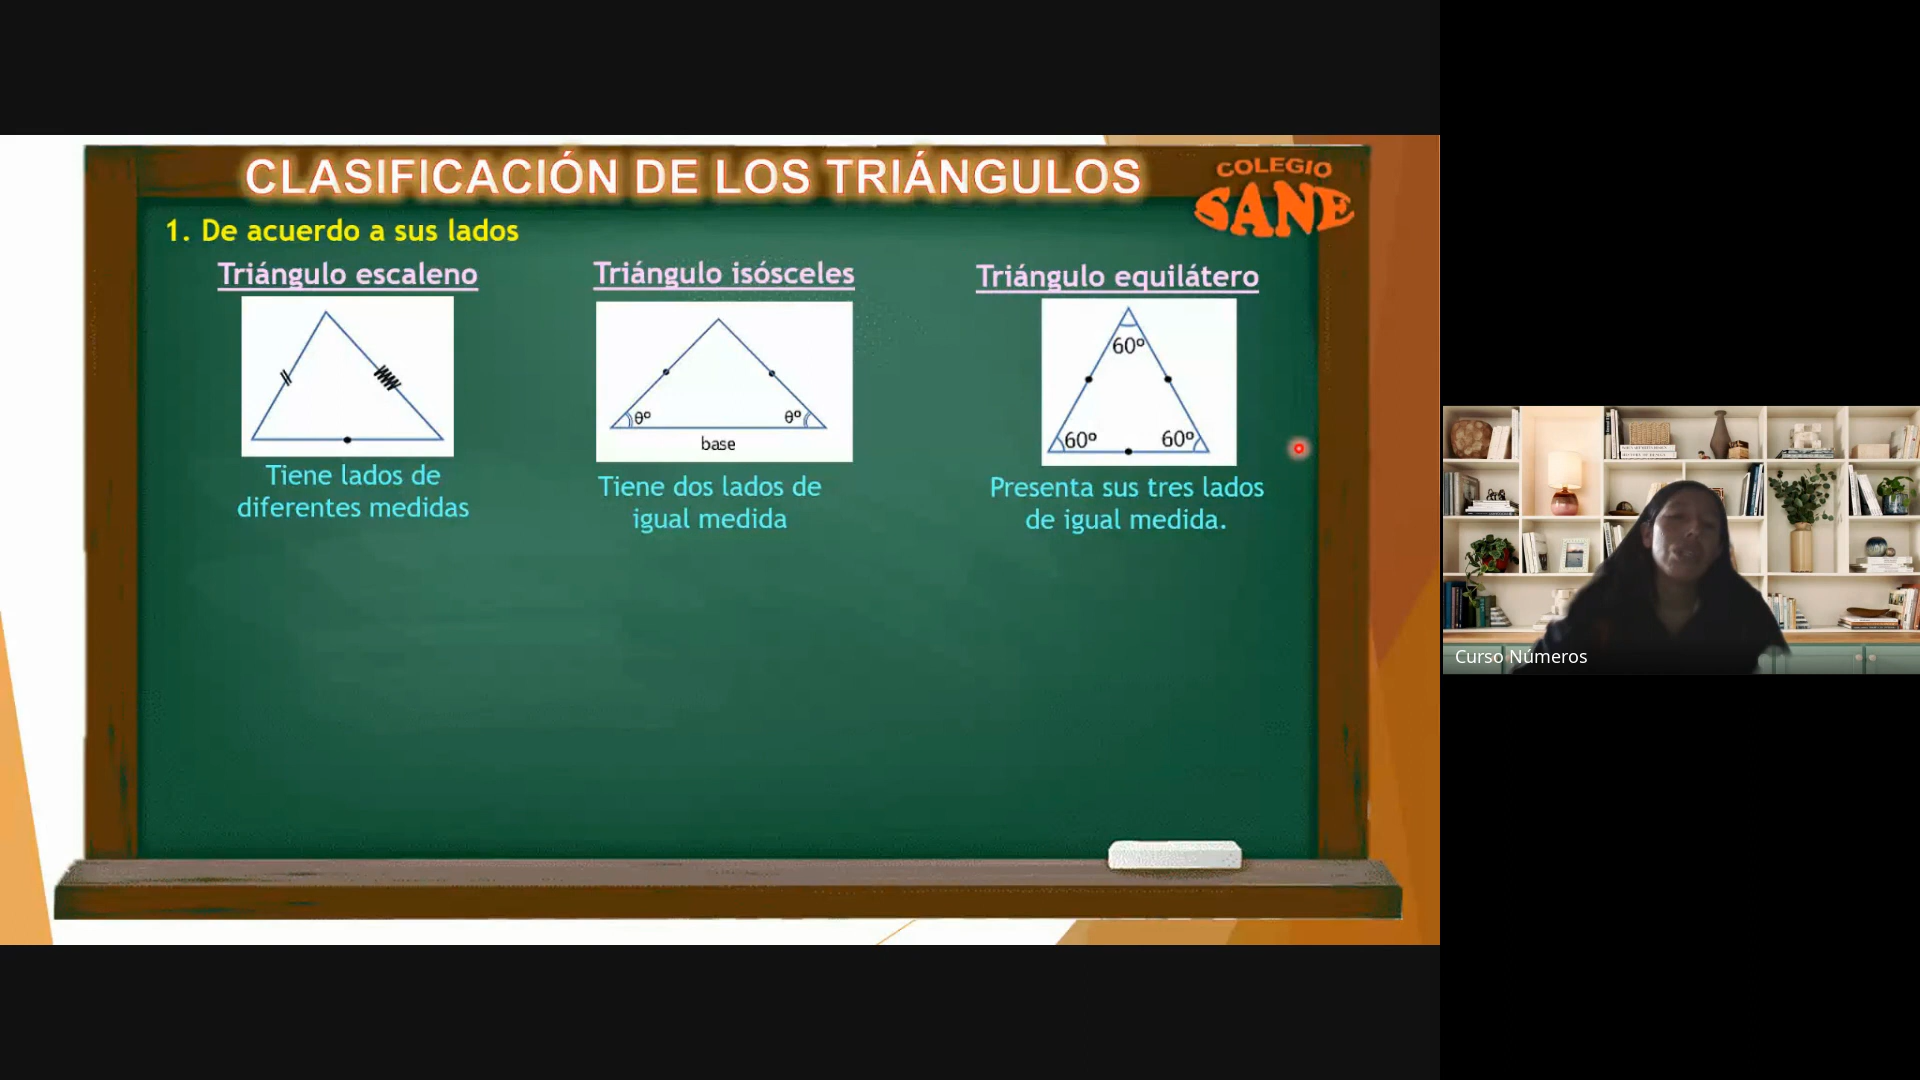 CLASIFICACIÓN DE LOS TRIÁNGULOS
COLEGIO
SANE
1. De acuerdo a sus lados
Triángulo escaleno
Triángulo isósceles
Triángulo equilátero
60º
θº
θº
60º
60º
base
Tiene lados de
diferentes medidas
Tiene dos lados de
igual medida
Presenta sus tres lados
de igual medida.
Curso Números